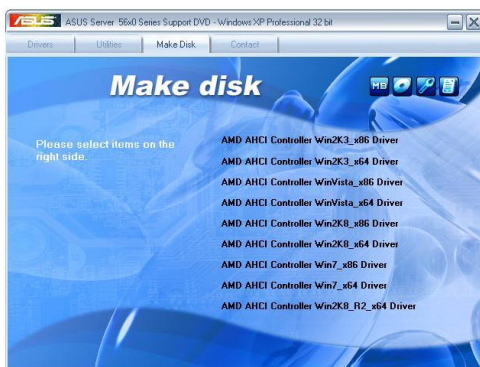 ASUS ASUS Server 56x0 Series Support DVD - Windows XP Professional 32 bit
Drivers Utilities Make Disk Contact
Make disk
MB
Please select items on the
right side.
AMD AHCI Controller Win2K3_x86 Driver
AMD AHCI Controller Win2K3_x64 Driver
AMD AHCI Controller WinVista_x86 Driver
AMD AHCI Controller WinVista_x64 Driver
AMD AHCI Controller Win2K8_x86 Driver
AMD AHCI Controller Win2K8_x64 Driver
AMD AHCI Controller Win7_x86 Driver
AMD AHCI Controller Win7_x64 Driver
AMD AHCI Controller Win2K8_R2_x64 Driver